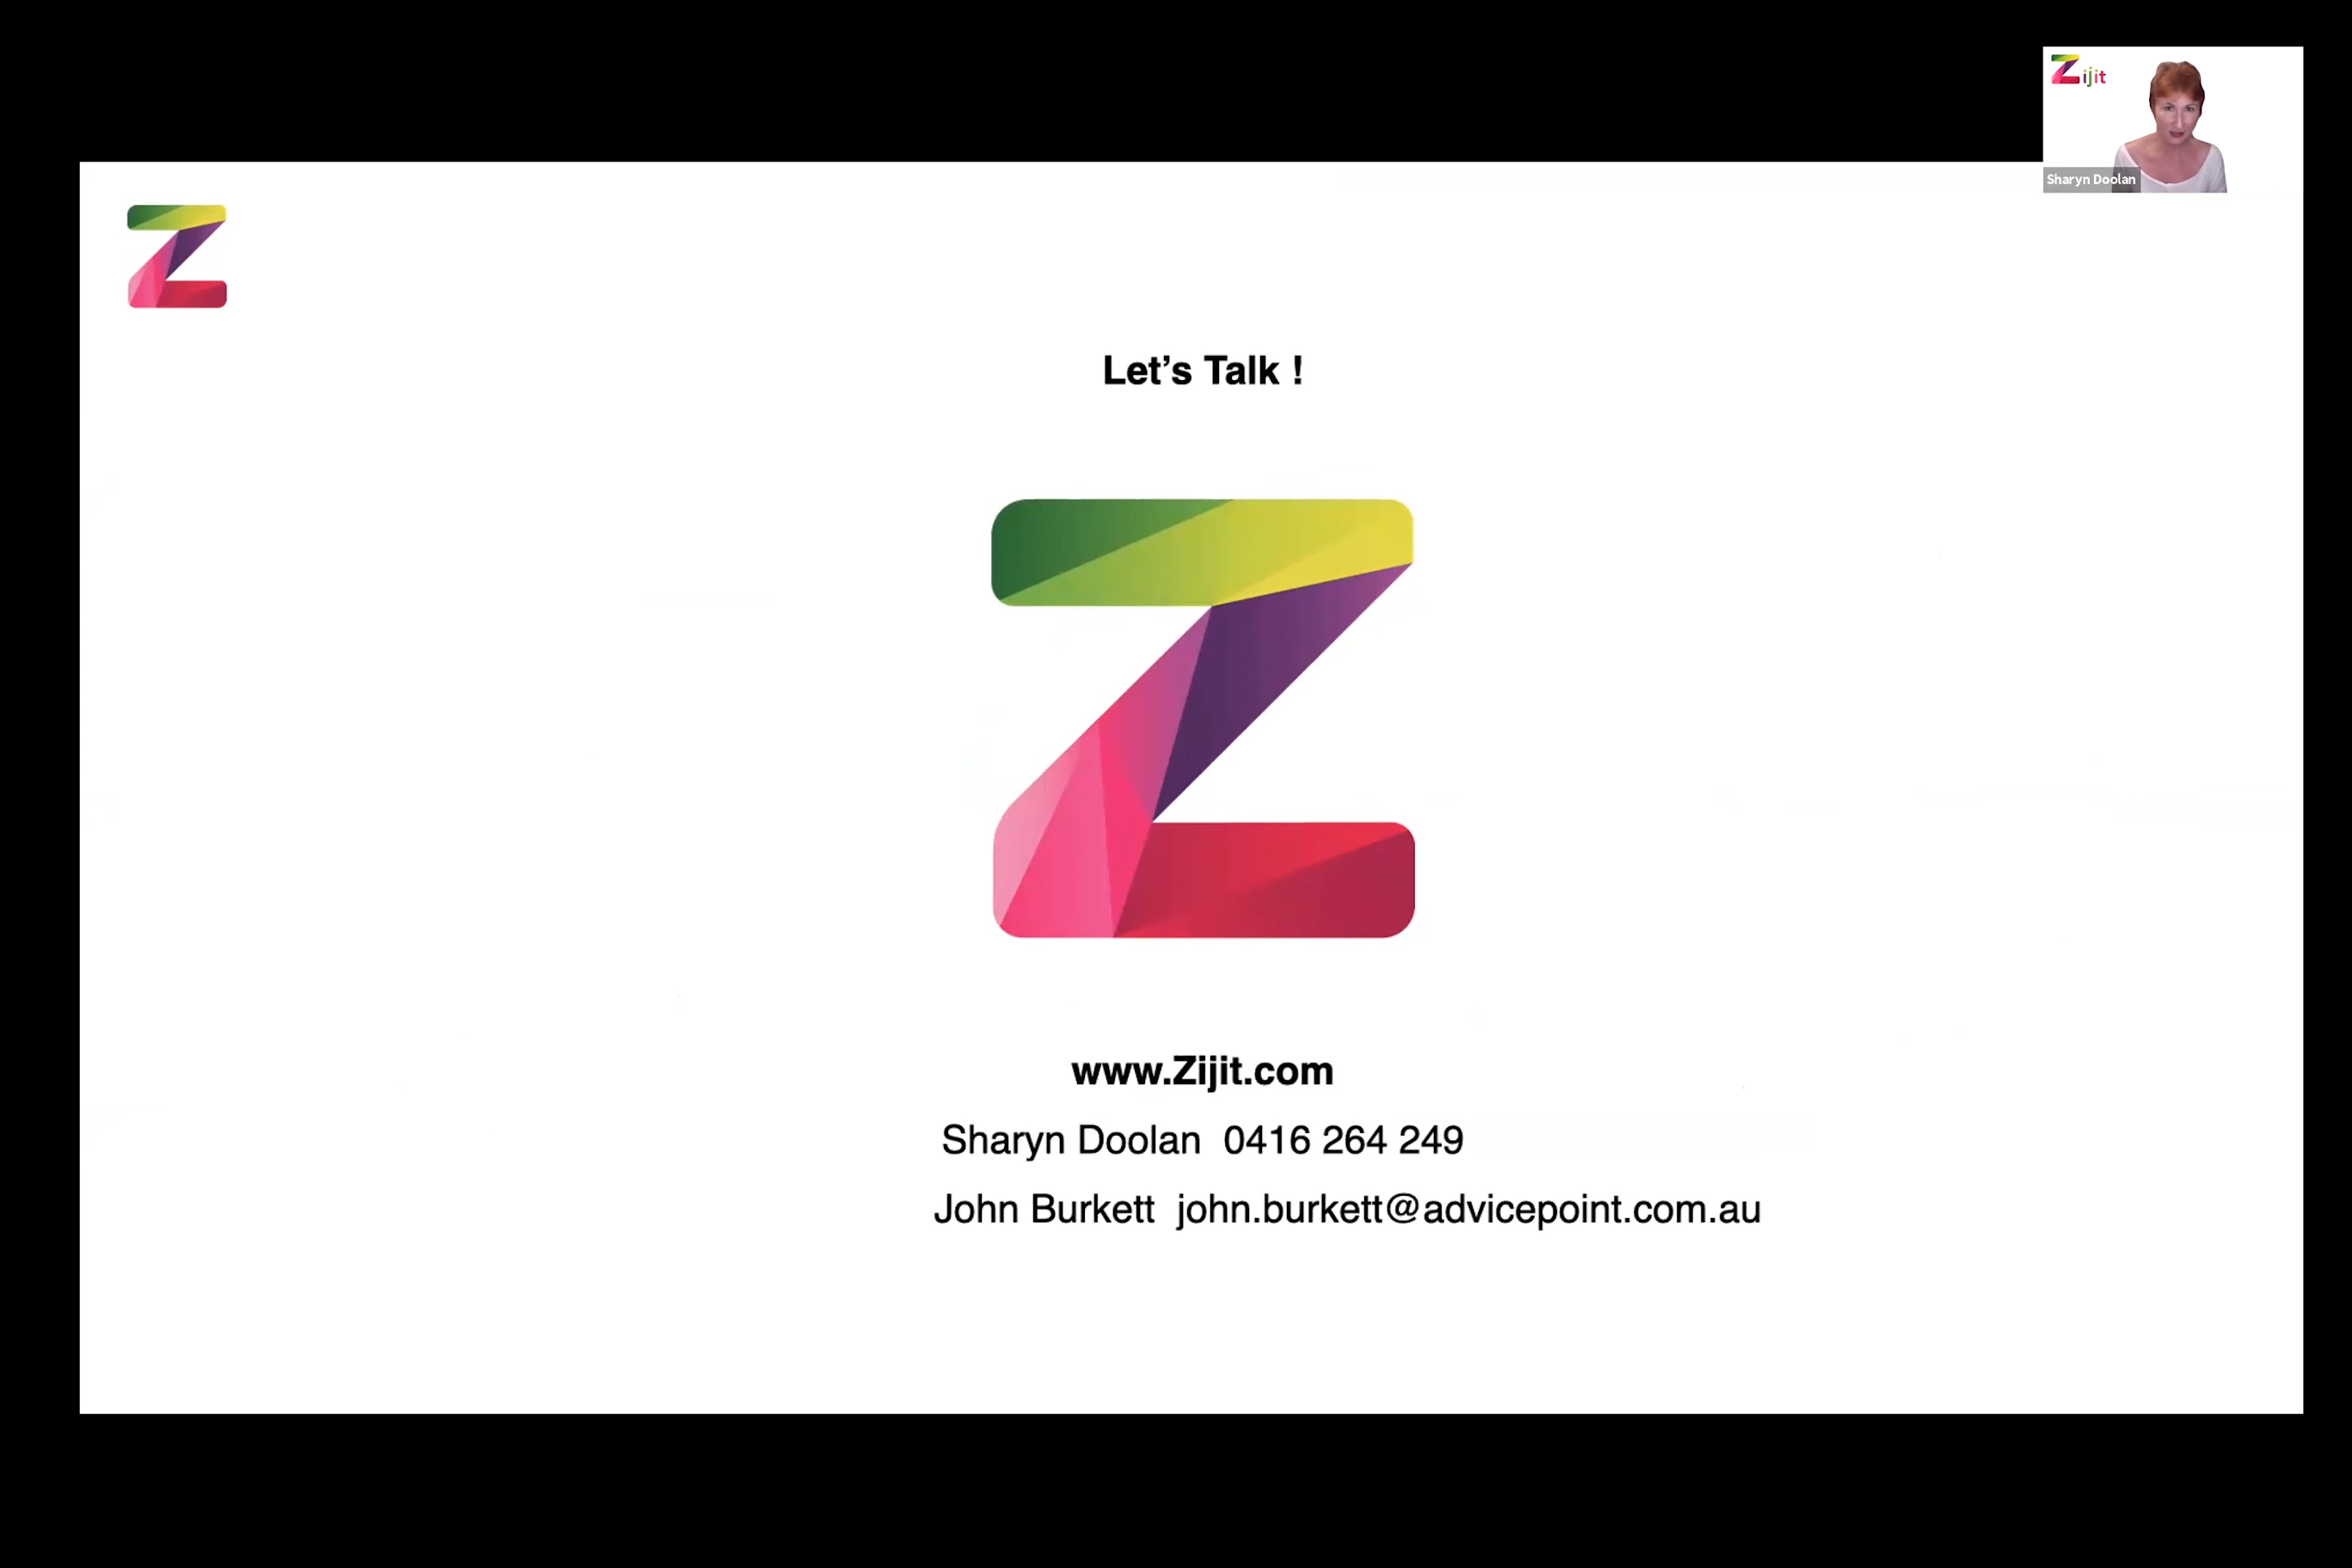 Zijit
Sharyn Doolan
Z
Let's Talk !
Z
www.Zijit.com
Sharyn Doolan 0416 264 249
John Burkett john.burkett@advicepoint.com.au